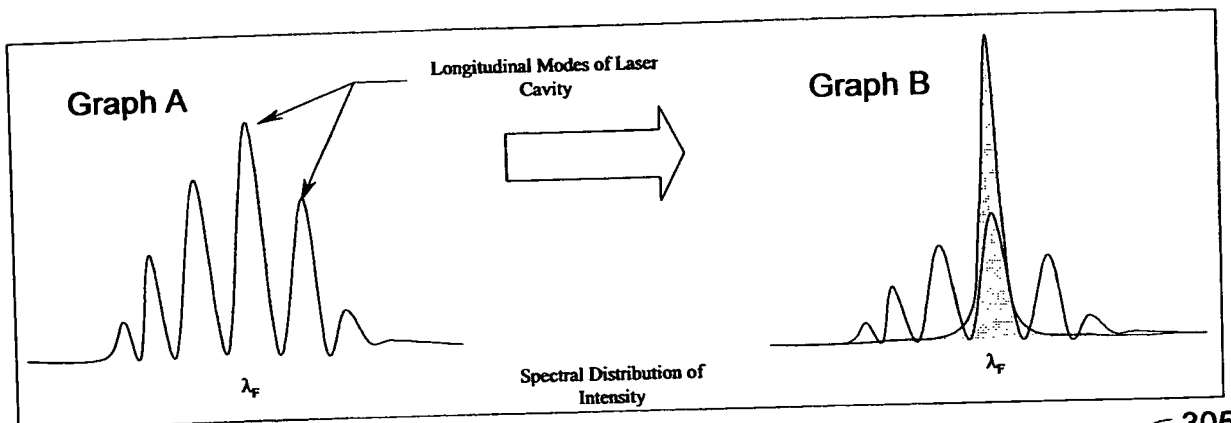 Longitudinal Modes of Laser
Cavity
Graph A
Graph B
λF
Spectral Distribution of
Intensity
λF
305